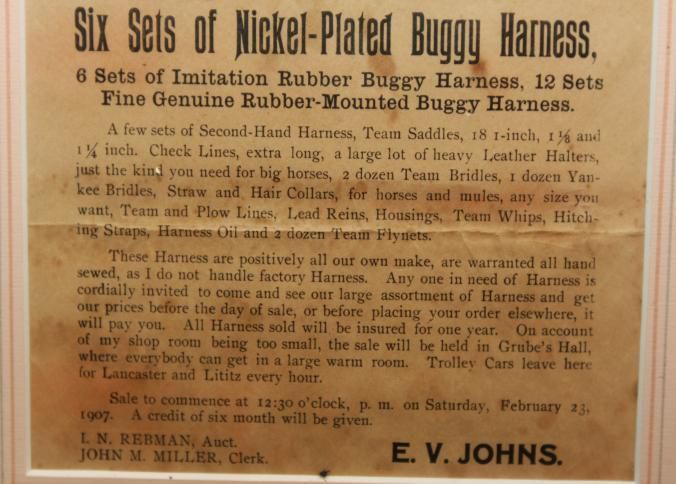 Six Sets of Nickel-Plated Buggy Harness,
6 Sets of Imitation Rubber Buggy Harness, 12 Sets
Fine Genuine Rubber-Mounted Buggy Harness.
A few sets of Second-Hand Harness, Team Saddles, 18 1-inch, 1⅛ and
1¼ inch. Check Lines, extra long, a large lot of heavy Leather Halters,
just the kind you need for big horses, 2 dozen Team Bridles, 1 dozen Yan-
kee Bridles, Straw and Hair Collars, for horses and mules, any size you
want, Team and Plow Lines, Lead Reins, Housings, Team Whips, Hitch-
ing Straps, Harness Oil and 2 dozen Team Flynets.
These Harness are positively all our own make, are warranted all hand
sewed, as I do not handle factory Harness. Any one in need of Harness is
cordially invited to come and see our large assortment of Harness and get
our prices before the day of sale, or before placing your order elsewhere, it
will pay you. All Harness sold will be insured for one year. On account
of my shop room being too small, the sale will be held in Grube's Hall,
where everybody can get in a large warm room. Trolley Cars leave here
for Lancaster and Lititz every hour.
Sale to commence at 12:30 o'clock, p. m. on Saturday, February 23,
1907. A credit of six month will be given.
I. N. REBMAN, Auct.
JOHN M. MILLER, Clerk.
E. V. JOHNS.